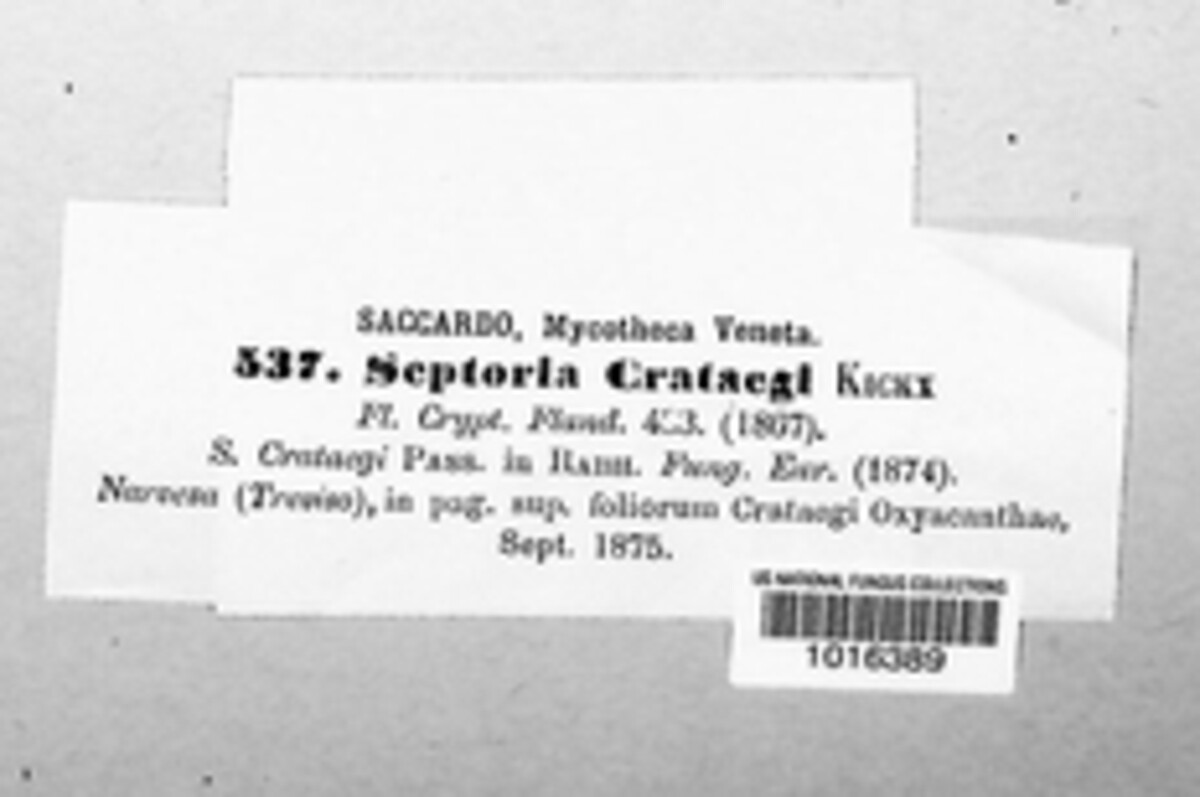 SACCARDO, Mycotheca Veneta.
537. Septoria Crataegi KICKX
Fl. Crypt. Fland. (1867).
S. Crataegi PASS. in RABH. Fung. Eur. (1874).
Narvesa (Treviso), in pag. sup. foliorum Crataegi Oxyacanthae,
Sept. 1875.
US NATIONAL FUNGUS COLLECTIONS
1016389